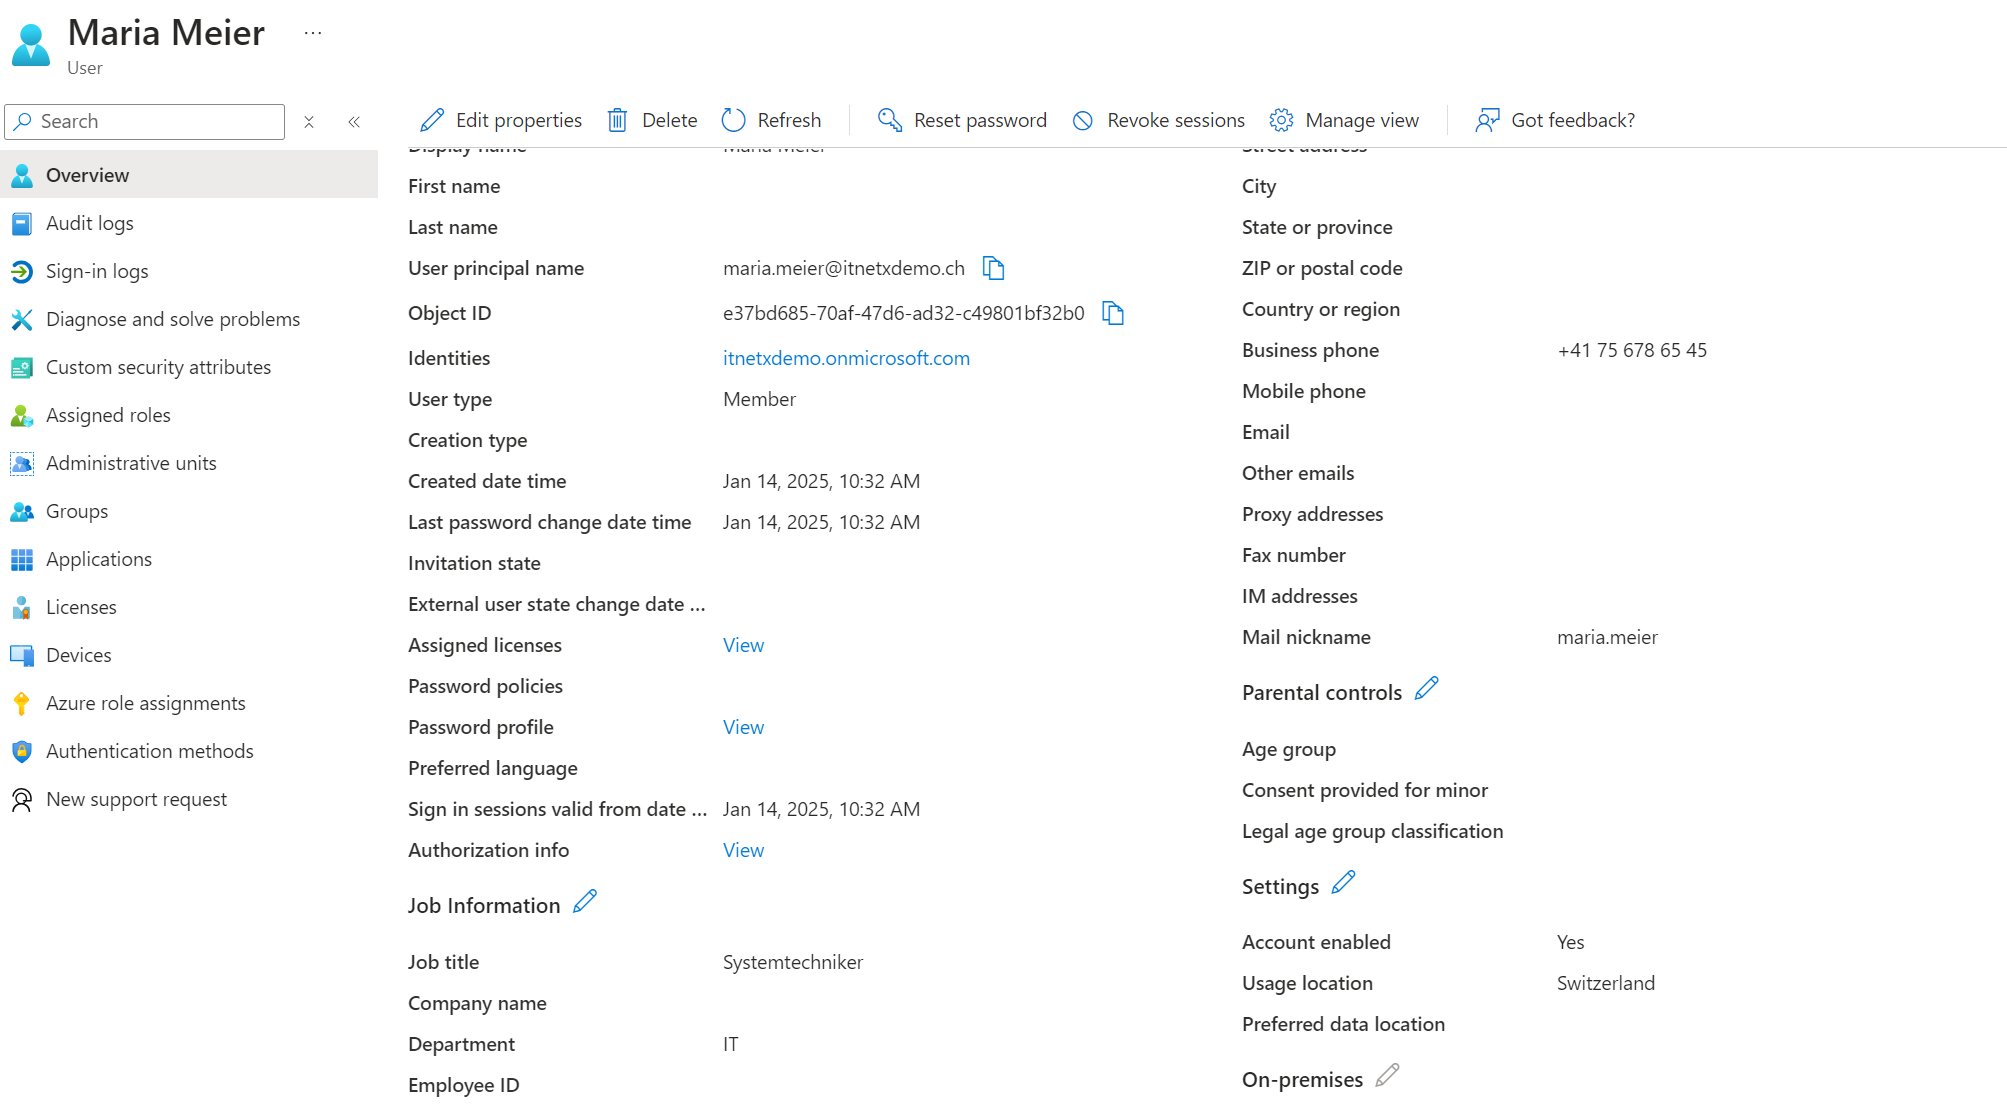 Maria Meier ...
User
Search
Edit properties
Delete
Refresh
Reset password
Revoke sessions
Manage view
Got feedback?
Overview
Audit logs
Sign-in logs
Diagnose and solve problems
Custom security attributes
Assigned roles
Administrative units
Groups
Applications
Licenses
Devices
Azure role assignments
Authentication methods
New support request
Display name Maria Meier
First name
Last name
User principal name maria.meier@itnetxdemo.ch
Object ID e37bd685-70af-47d6-ad32-c49801bf32b0
Identities itnetxdemo.onmicrosoft.com
User type Member
Creation type
Created date time Jan 14, 2025, 10:32 AM
Last password change date time Jan 14, 2025, 10:32 AM
Invitation state
External user state change date ...
Assigned licenses View
Password policies
Password profile View
Preferred language
Sign in sessions valid from date ... Jan 14, 2025, 10:32 AM
Authorization info View
Job Information
Job title Systemtechniker
Company name
Department IT
Employee ID
Street address
City
State or province
ZIP or postal code
Country or region
Business phone +41 75 678 65 45
Mobile phone
Email
Other emails
Proxy addresses
Fax number
IM addresses
Mail nickname maria.meier
Parental controls
Age group
Consent provided for minor
Legal age group classification
Settings
Account enabled Yes
Usage location Switzerland
Preferred data location
On-premises